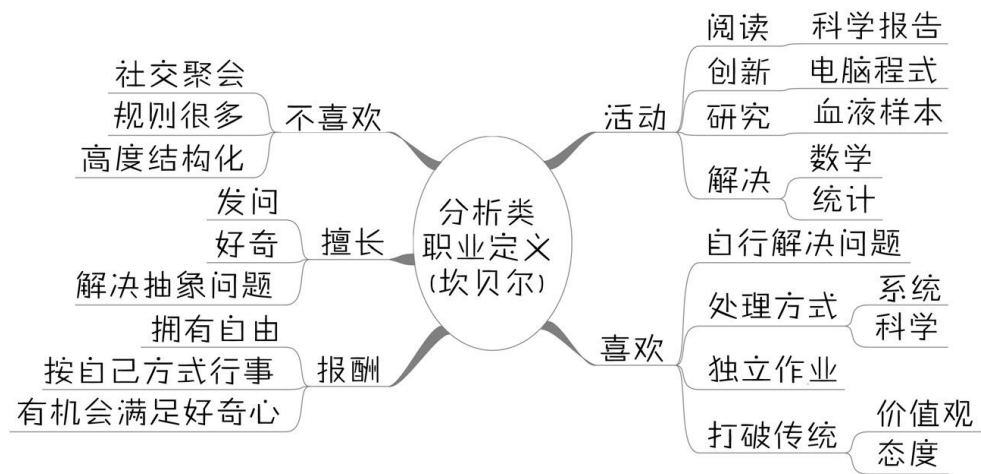 分析类
职业定义
(坎贝尔)
不喜欢
社交聚会
规则很多
高度结构化
擅长
发问
好奇
解决抽象问题
报酬
拥有自由
按自己方式行事
有机会满足好奇心
活动
阅读 科学报告
创新 电脑程式
研究 血液样本
解决
数学
统计
喜欢
自行解决问题
处理方式
系统
科学
独立作业
打破传统
价值观
态度